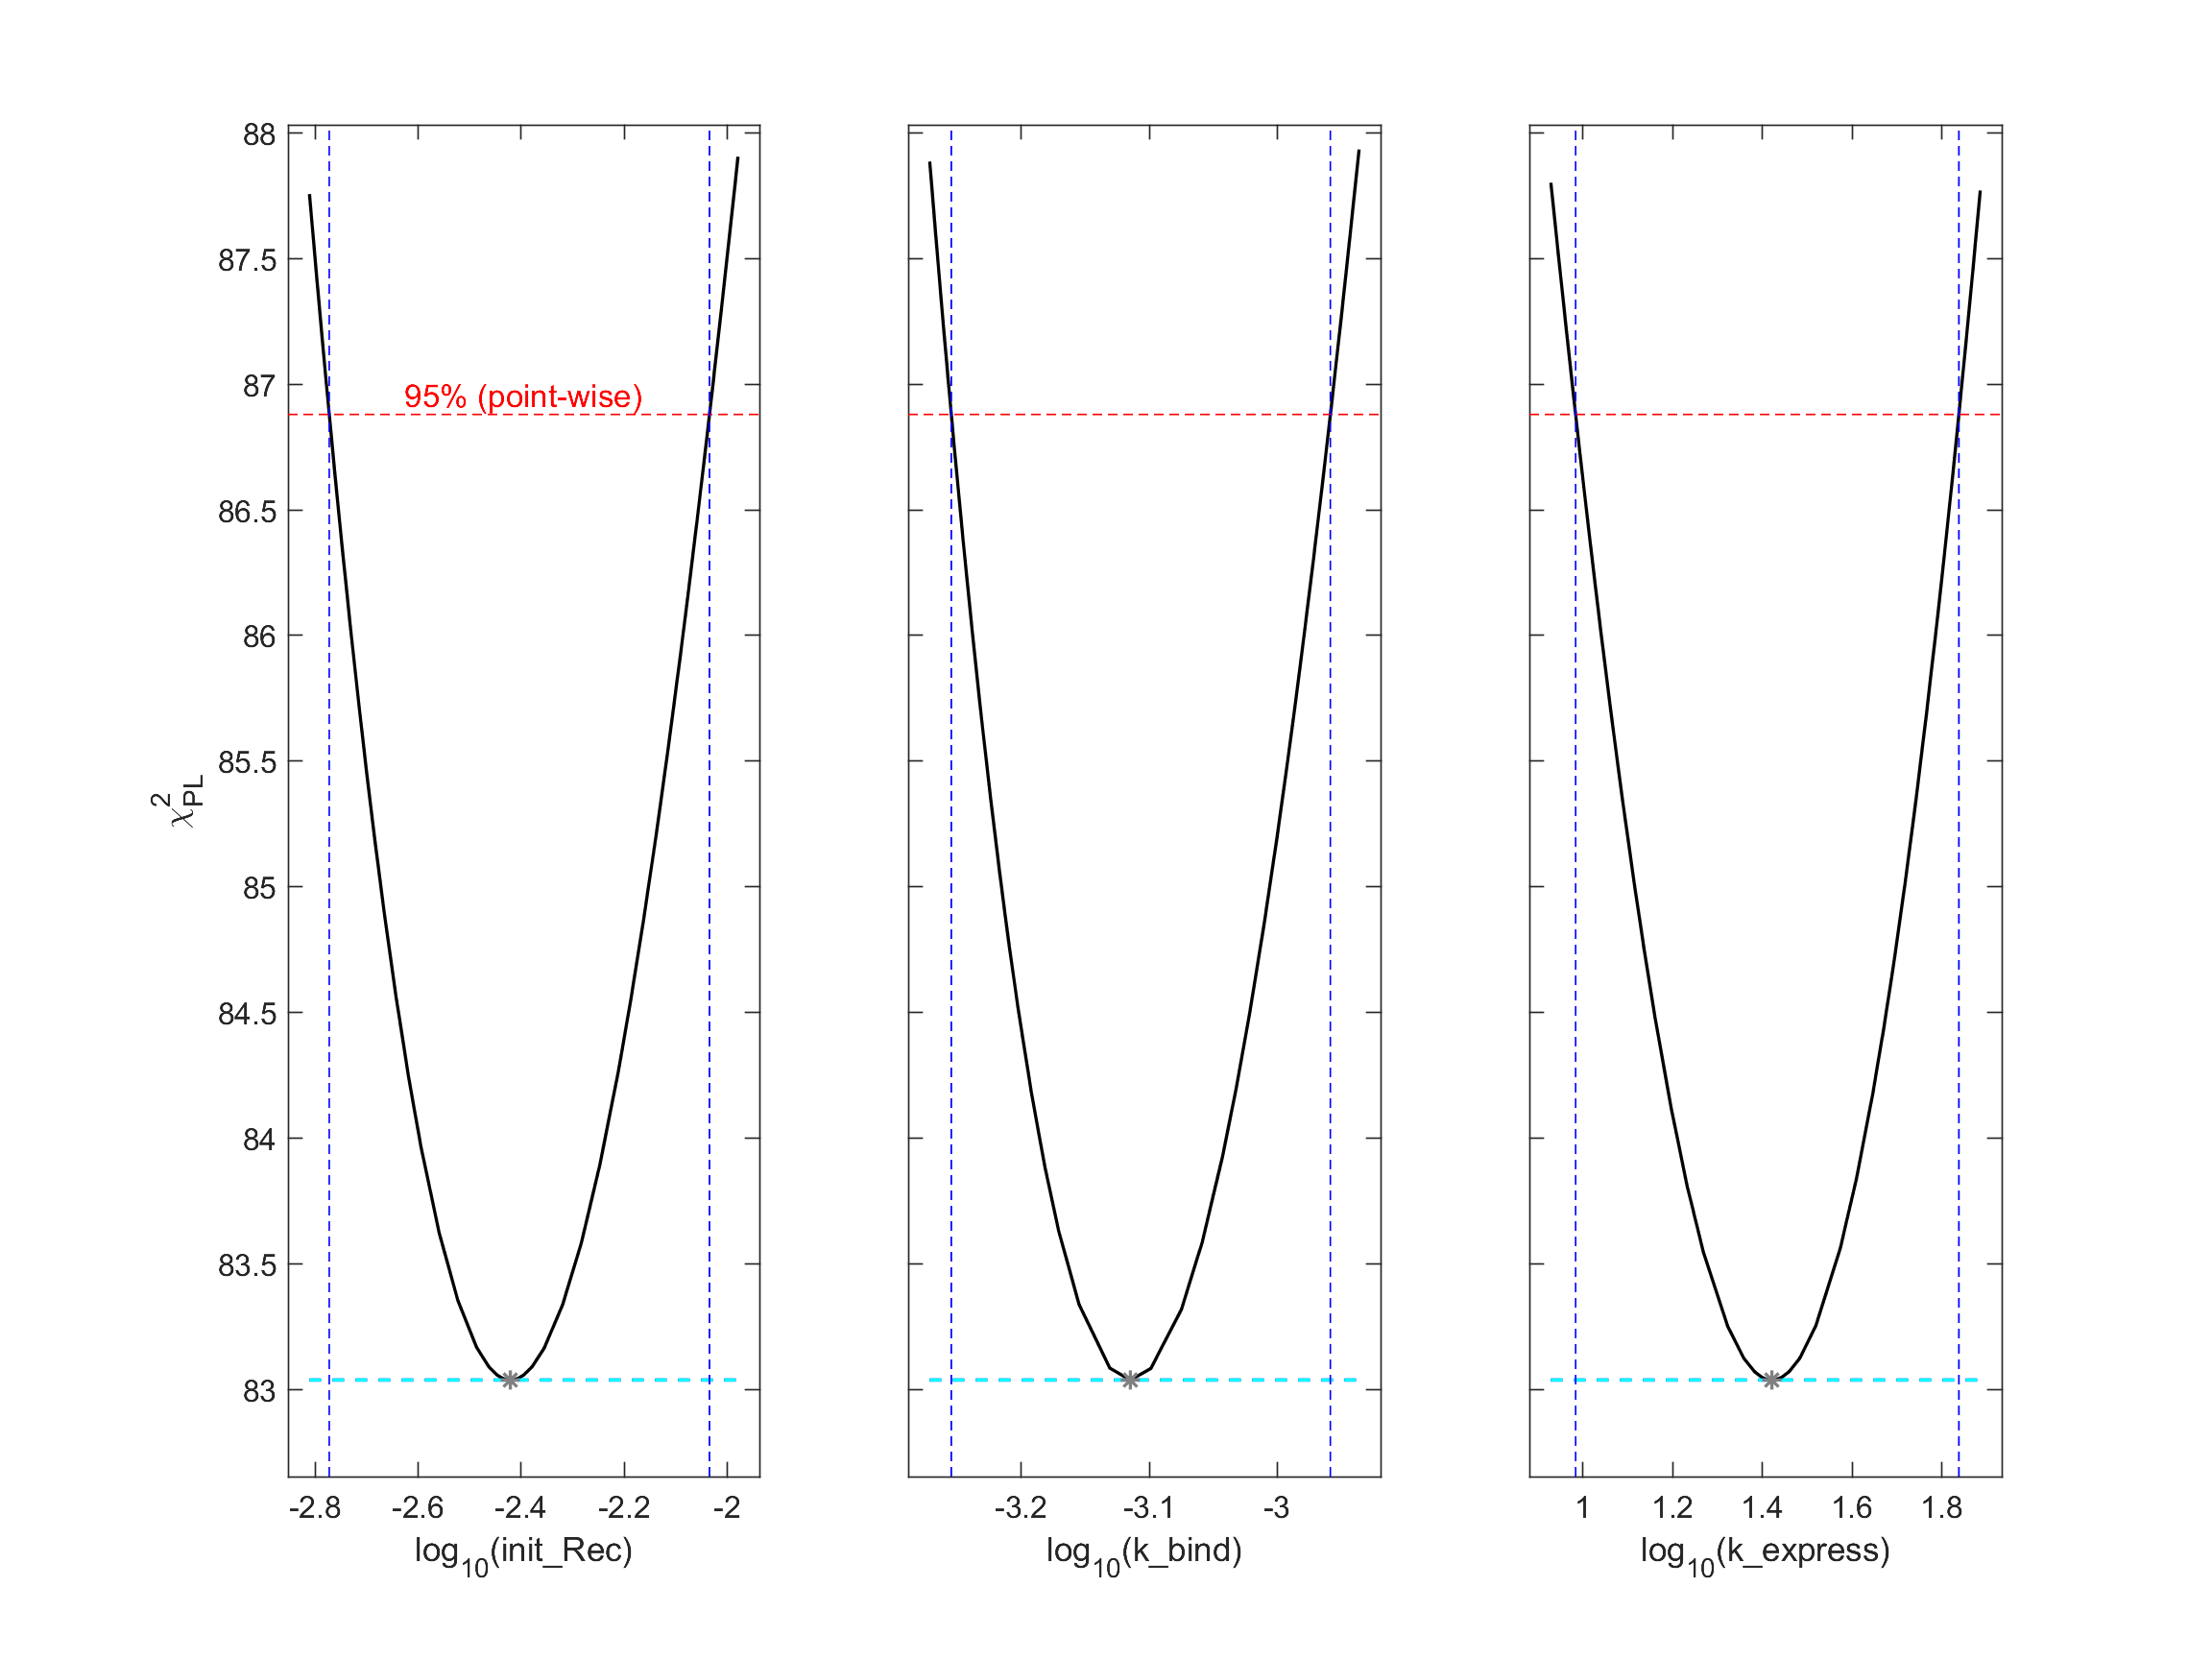 88
87.5
87
86.5
86
85.5
85
84.5
84
83.5
83
χ²PL
95% (point-wise)
-2.8 -2.6 -2.4 -2.2 -2
log10(init_Rec)
-3.2 -3.1 -3
log10(k_bind)
1 1.2 1.4 1.6 1.8
log10(k_express)